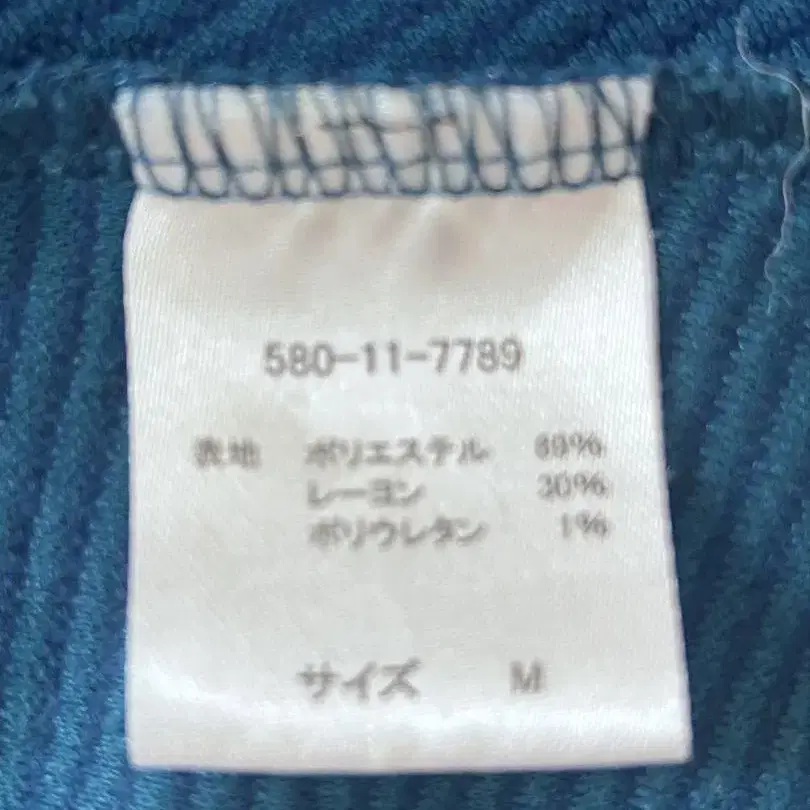 580-11-7789
表地 ポリエステル 69%
レーヨン 30%
ポリウレタン 1%
サイズ M